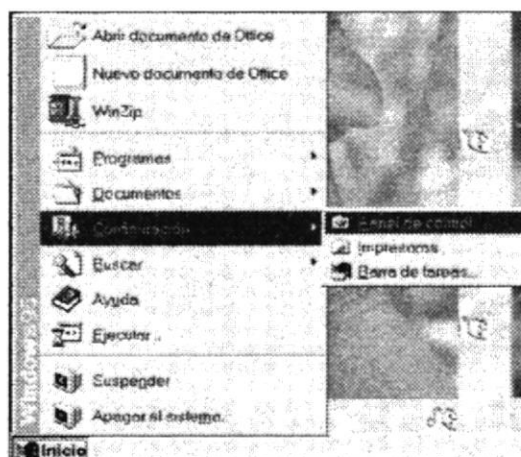 Abrir documento de Office
Nuevo documento de Office
WinZip
Programas
Documentos
Configuración
Panel de control
Impresoras
Barra de tareas...
Buscar
Ayuda
Ejecutar...
Suspender
Apagar el sistema...
Windows 95
Inicio